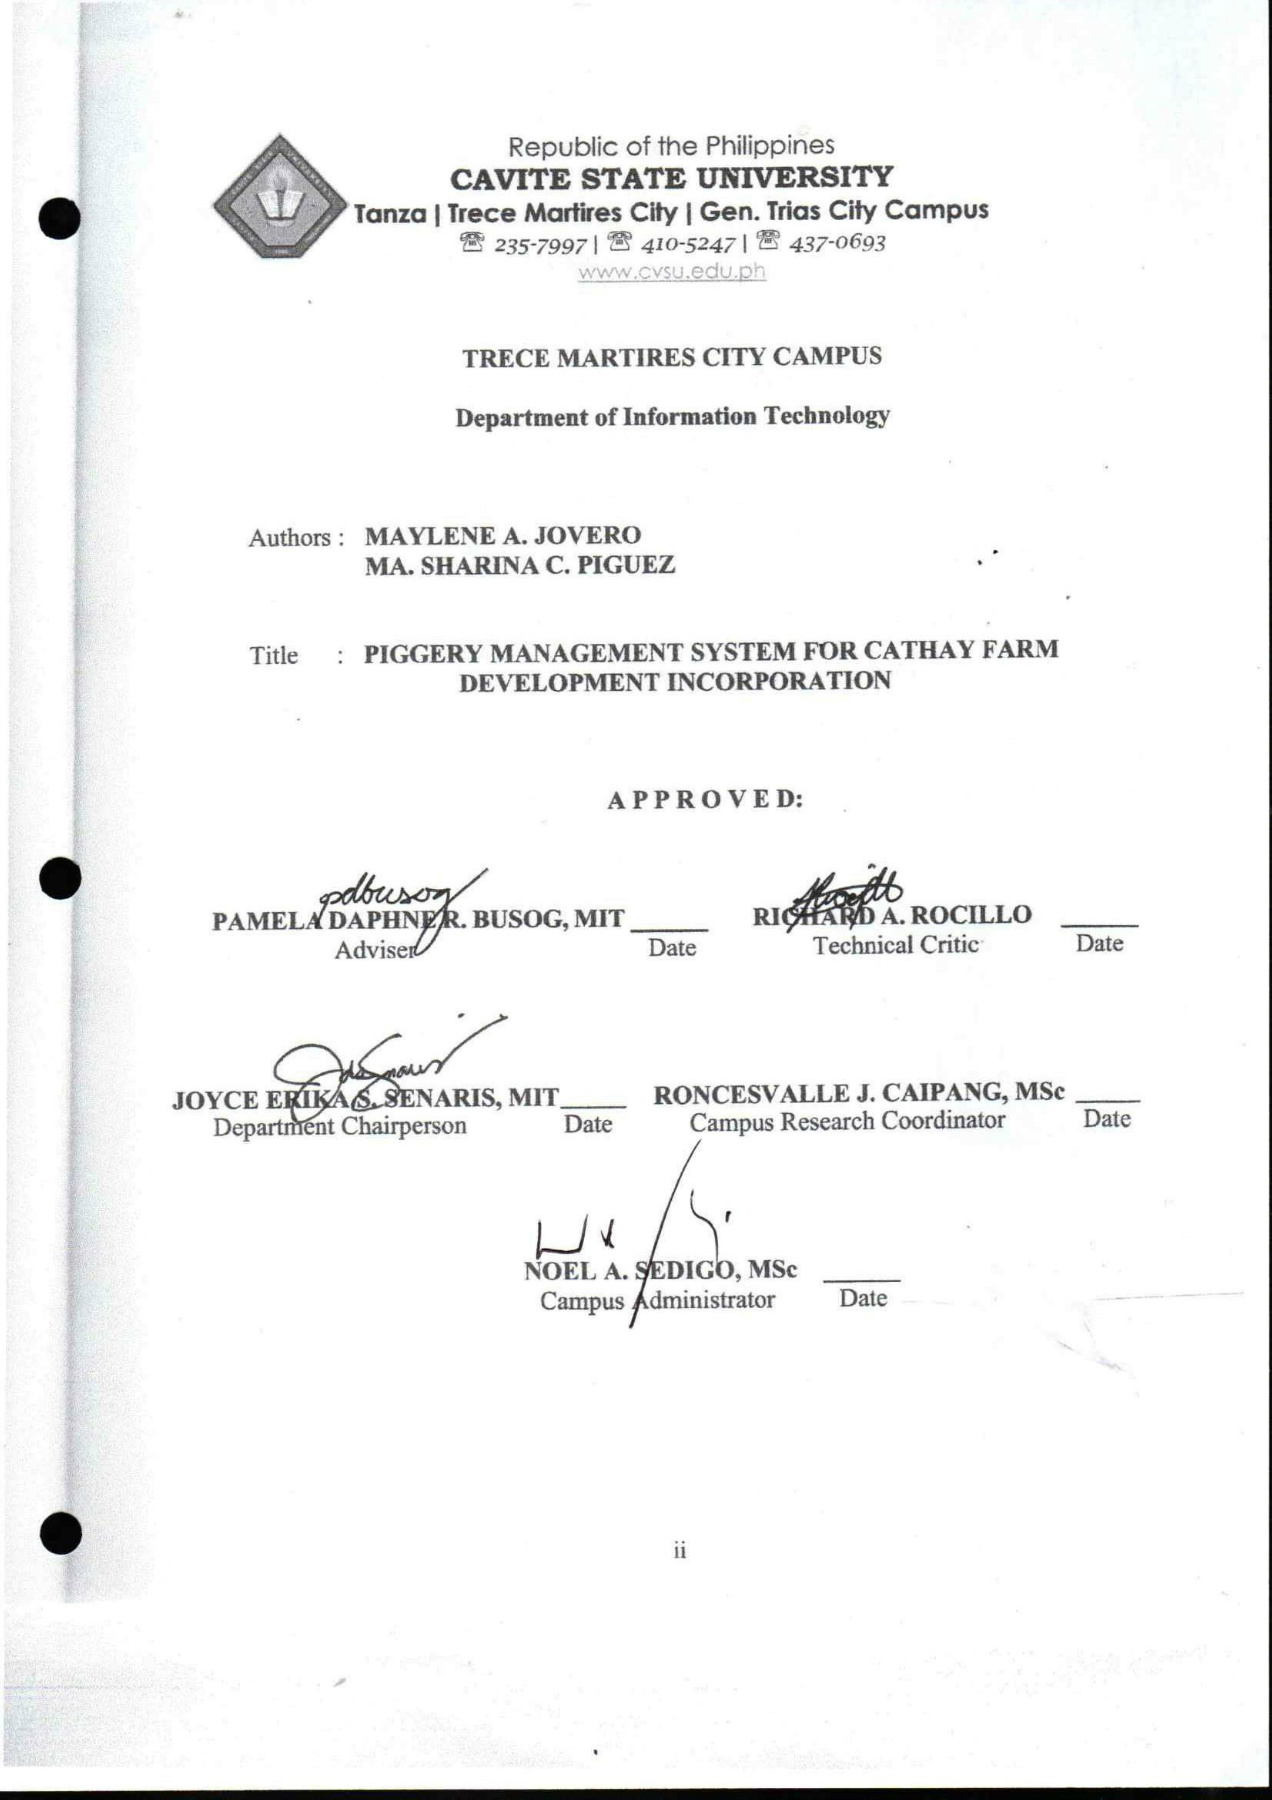 Republic of the Philippines
CAVITE STATE UNIVERSITY
Tanza | Trece Martires City | Gen. Trias City Campus
☏ 235-7997 | ☏ 410-5247 | ☏ 437-0693
www.cvsu.edu.ph
TRECE MARTIRES CITY CAMPUS
Department of Information Technology
Authors : MAYLENE A. JOVERO
MA. SHARINA C. PIGUEZ
Title : PIGGERY MANAGEMENT SYSTEM FOR CATHAY FARM
DEVELOPMENT INCORPORATION
A P P R O V E D:
pdbusog
PAMELA DAPHNE R. BUSOG, MIT ______ RICHARD A. ROCILLO ______
Adviser Date Technical Critic Date
JOYCE ERIKA S. SENARIS, MIT_____ RONCESVALLE J. CAIPANG, MSc _____
Department Chairperson Date Campus Research Coordinator Date
NOEL A. SEDIGO, MSc ______
Campus Administrator Date
ii